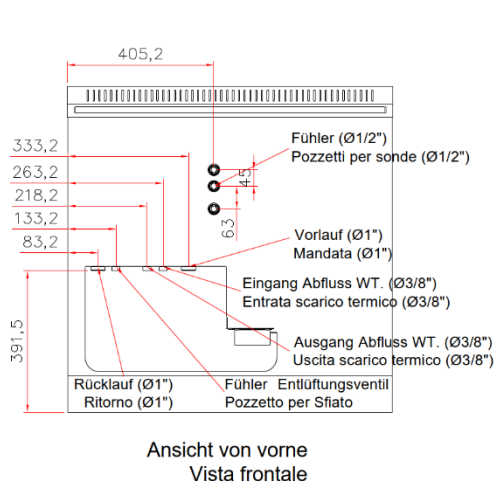 405,2
333,2
263,2
218,2
133,2
83,2
45
63
391,5
Fühler (Ø1/2")
Pozzetti per sonde (Ø1/2")
Vorlauf (Ø1")
Mandata (Ø1")
Eingang Abfluss WT. (Ø3/8")
Entrata scarico termico (Ø3/8")
Ausgang Abfluss WT. (Ø3/8")
Uscita scarico termico (Ø3/8")
Rücklauf (Ø1")
Ritorno (Ø1")
Fühler Entlüftungsventil
Pozzetto per Sfiato
Ansicht von vorne
Vista frontale